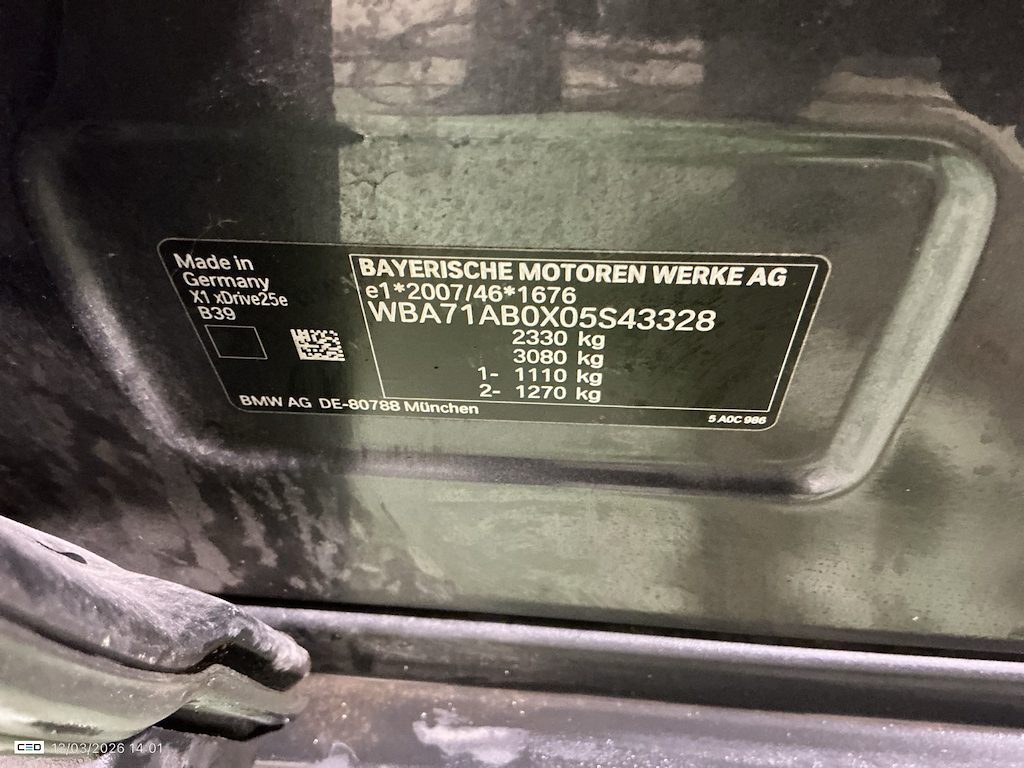 Made in
Germany
X1 xDrive25e
B39
BMW AG DE-80788 München
BAYERISCHE MOTOREN WERKE AG
e1*2007/46*1676
WBA71AB0X05S43328
2330 kg
3080 kg
1- 1110 kg
2- 1270 kg
5 A0C 986
CEO 13/03/2026 14:01